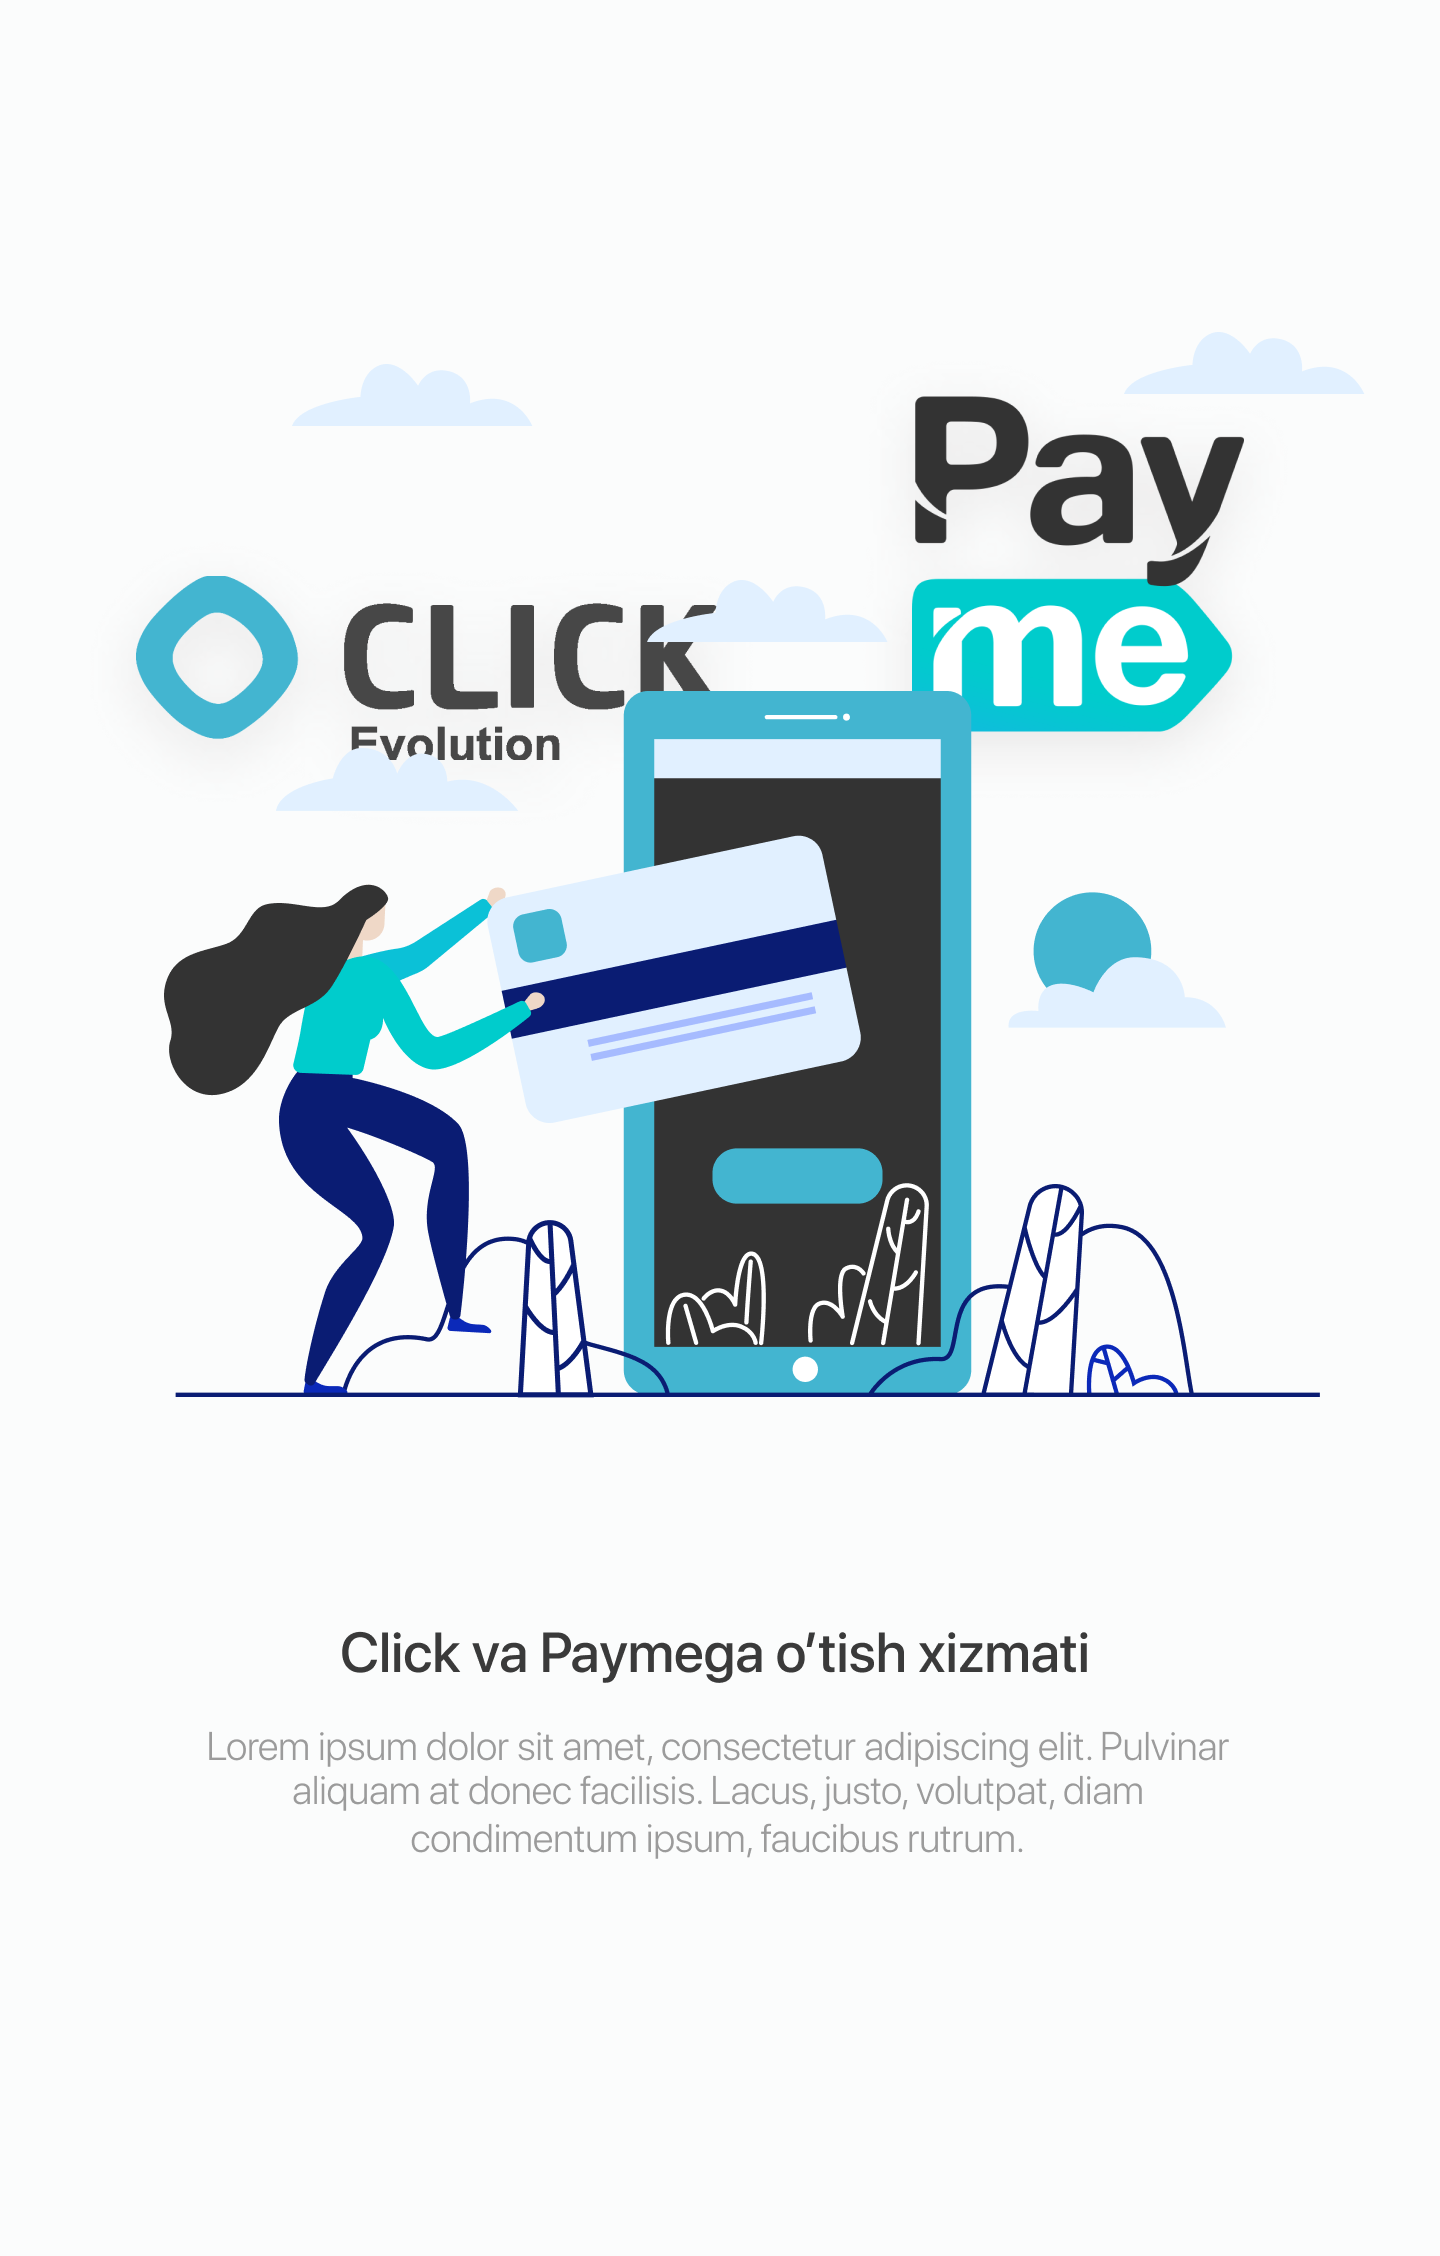 Pay
me
CLICK
Evolution
Click va Paymega oʻtish xizmati
Lorem ipsum dolor sit amet, consectetur adipiscing elit. Pulvinar
aliquam at donec facilisis. Lacus, justo, volutpat, diam
condimentum ipsum, faucibus rutrum.